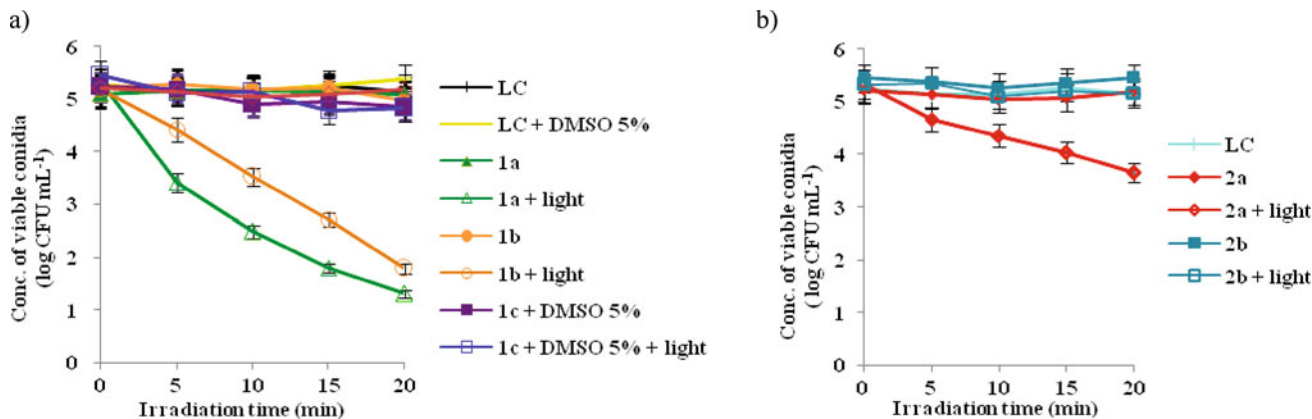 a)
Conc. of viable conidia
(log CFU mL⁻¹)
6
5
4
3
2
1
0
0 5 10 15 20
Irradiation time (min)
LC
LC + DMSO 5%
1a
1a + light
1b
1b + light
1c + DMSO 5%
1c + DMSO 5% + light
b)
Conc. of viable conidia
( log CFU mL⁻¹)
6
5
4
3
2
1
0
0 5 10 15 20
Irradiation time (min)
LC
2a
2a + light
2b
2b + light